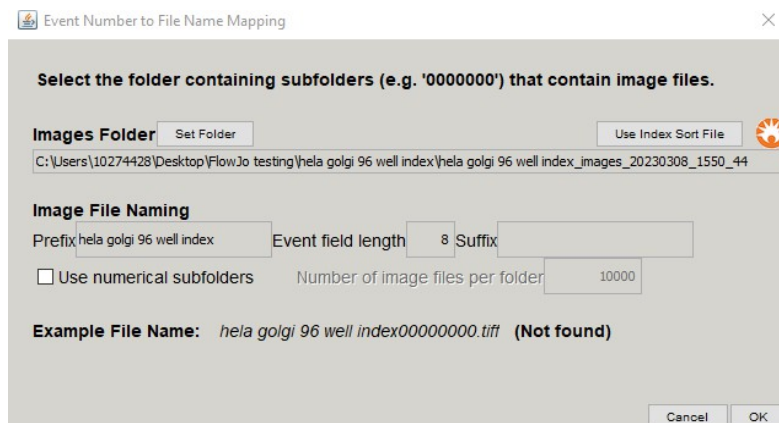 Event Number to File Name Mapping
Select the folder containing subfolders (e.g. '0000000') that contain image files.
Images Folder Set Folder Use Index Sort File
C:\Users\10274428\Desktop\FlowJo testing\hela golgi 96 well index\hela golgi 96 well index_images_20230308_1550_44
Image File Naming
Prefix hela golgi 96 well index Event field length 8 Suffix
Use numerical subfolders Number of image files per folder 10000
Example File Name: hela golgi 96 well index00000000.tiff (Not found)
Cancel OK